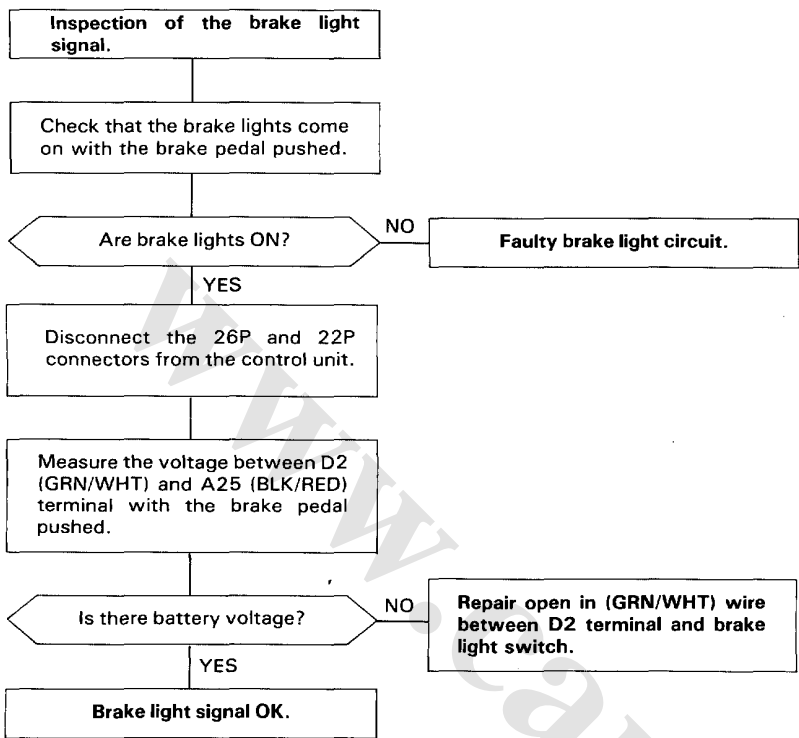 Inspection of the brake light
signal.
Check that the brake lights come
on with the brake pedal pushed.
Are brake lights ON?
NO
Faulty brake light circuit.
YES
Disconnect the 26P and 22P
connectors from the control unit.
Measure the voltage between D2
(GRN/WHT) and A25 (BLK/RED)
terminal with the brake pedal
pushed.
Is there battery voltage?
NO
Repair open in (GRN/WHT) wire
between D2 terminal and brake
light switch.
YES
Brake light signal OK.
www.ca